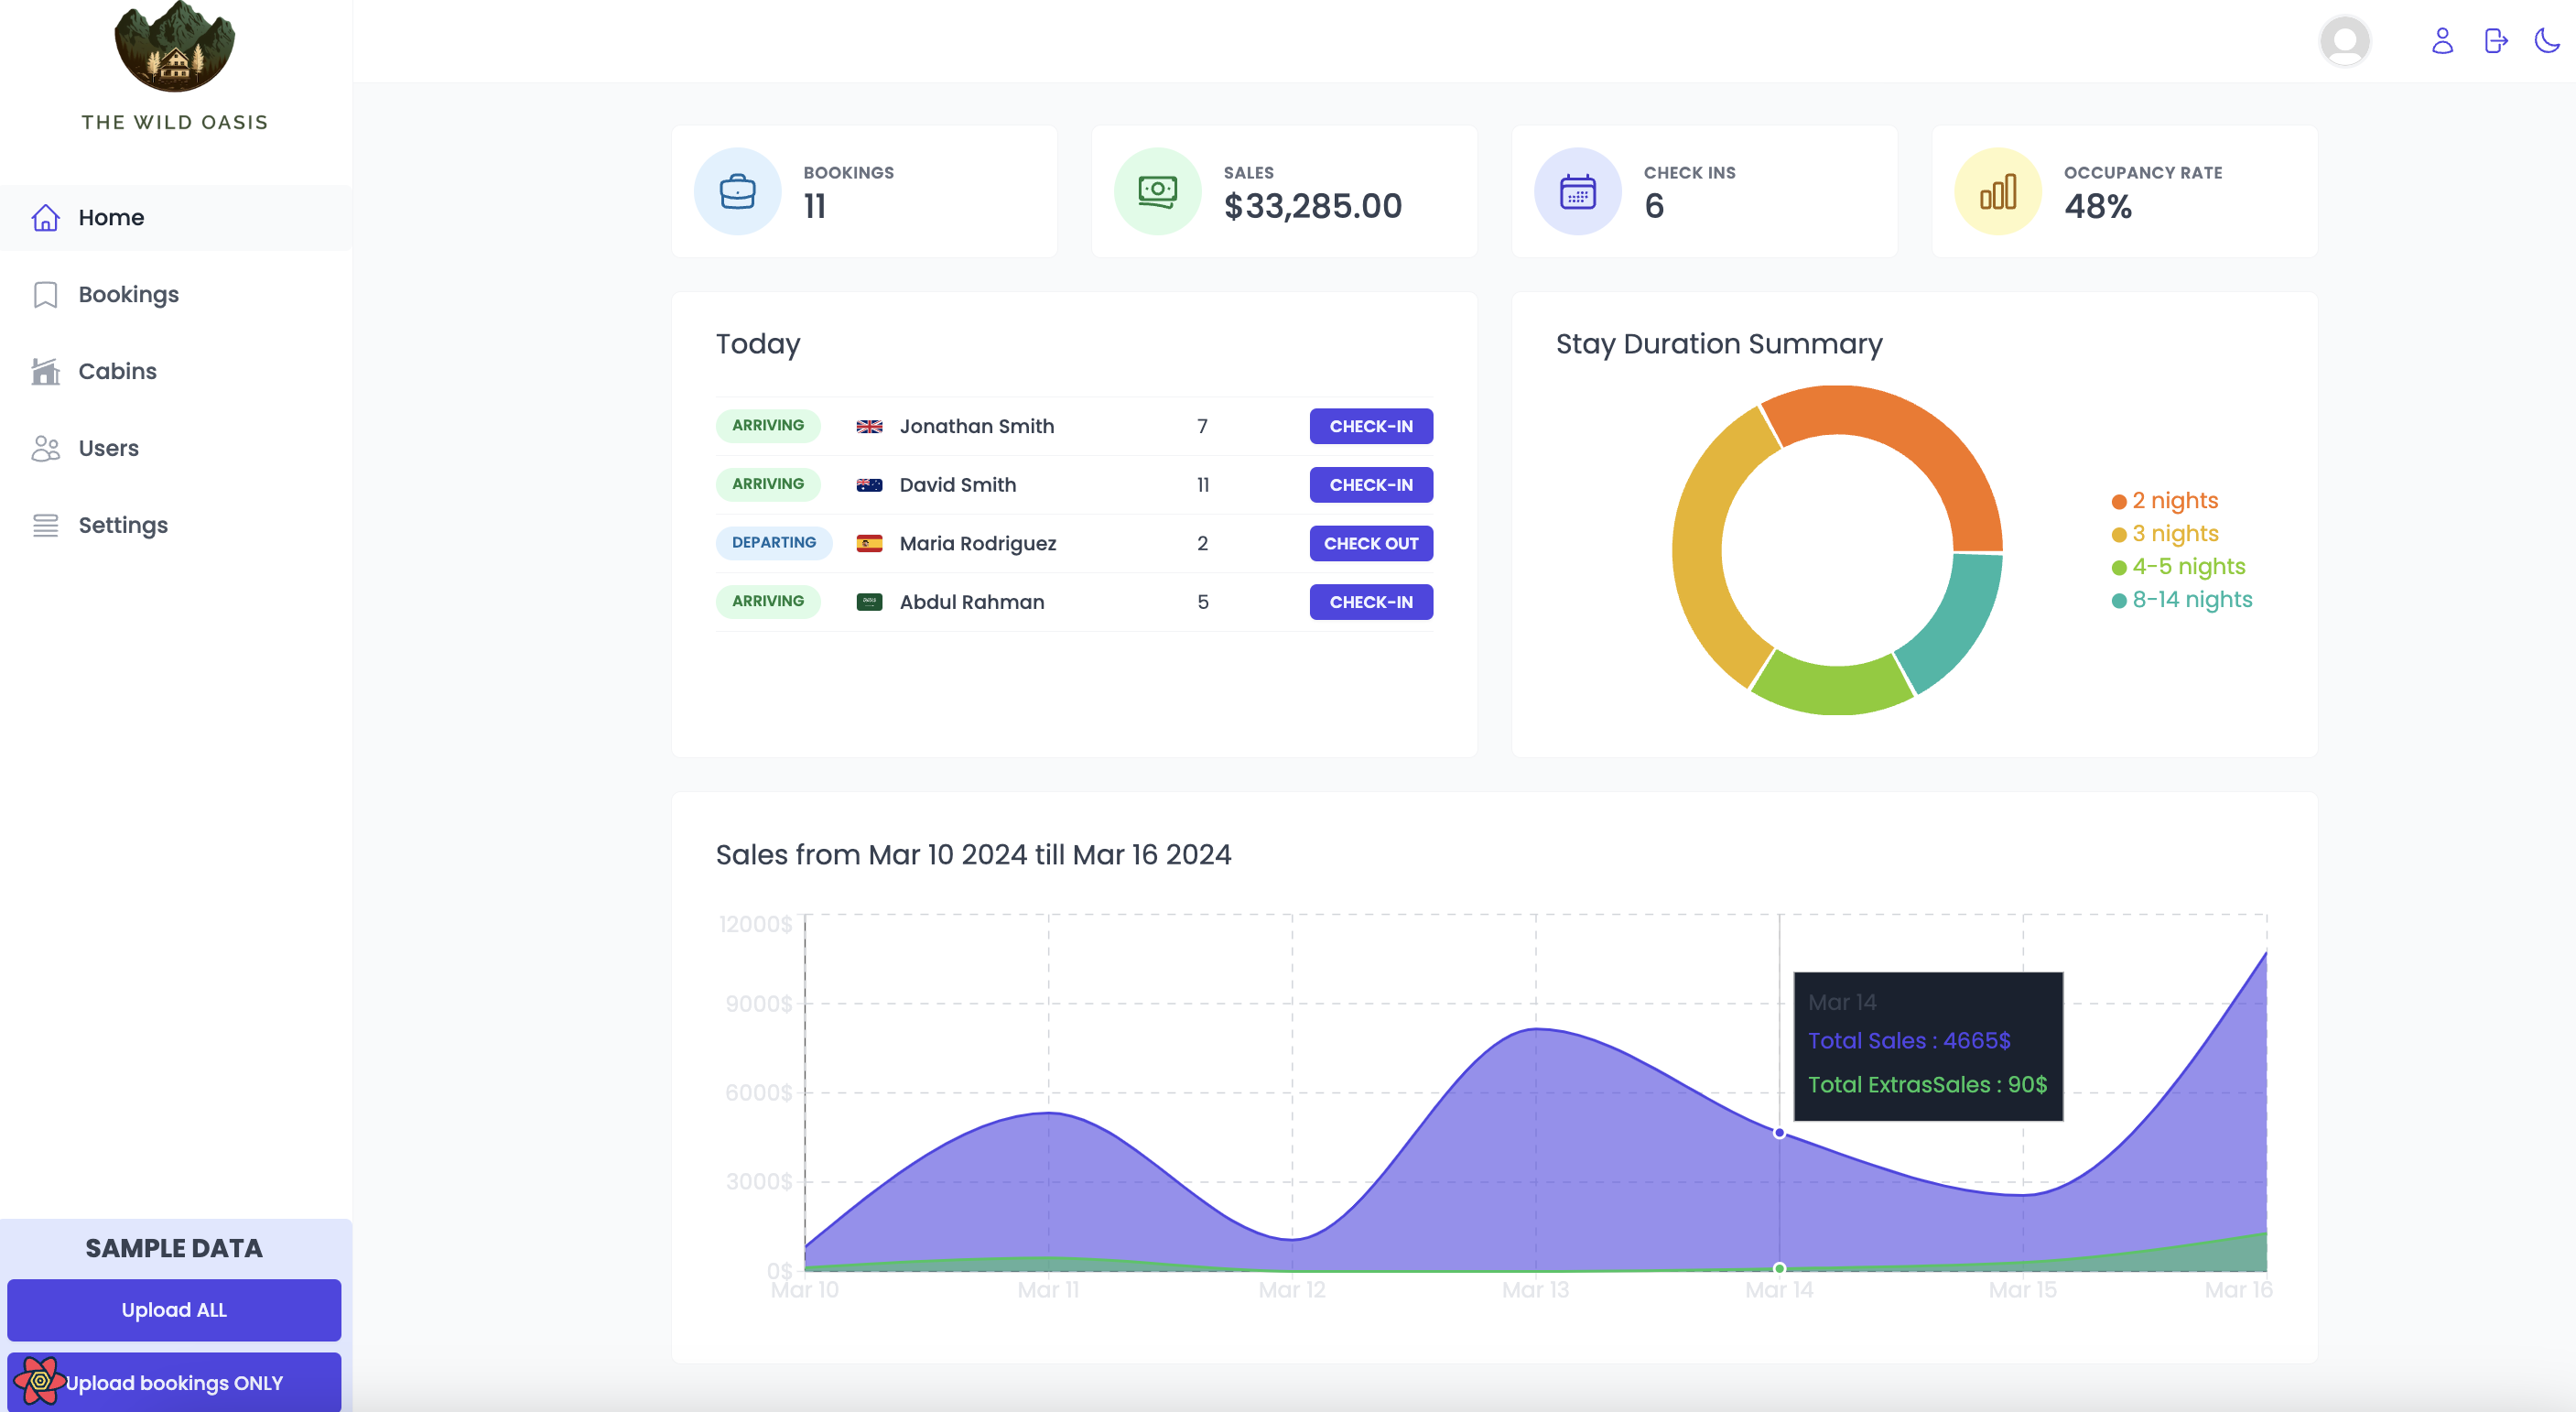 THE WILD OASIS
Home
Bookings
Cabins
Users
Settings
SAMPLE DATA
Upload ALL
Upload bookings ONLY
BOOKINGS
11
SALES
$33,285.00
CHECK INS
6
OCCUPANCY RATE
48%
Today
ARRIVING Jonathan Smith 7 CHECK-IN
ARRIVING David Smith 11 CHECK-IN
DEPARTING Maria Rodriguez 2 CHECK OUT
ARRIVING Abdul Rahman 5 CHECK-IN
Stay Duration Summary
2 nights
3 nights
4-5 nights
8-14 nights
Sales from Mar 10 2024 till Mar 16 2024
12000$
9000$
6000$
3000$
0$
Mar 14
Total Sales : 4665$
Total ExtrasSales : 90$
Mar 10 Mar 11 Mar 12 Mar 13 Mar 14 Mar 15 Mar 16